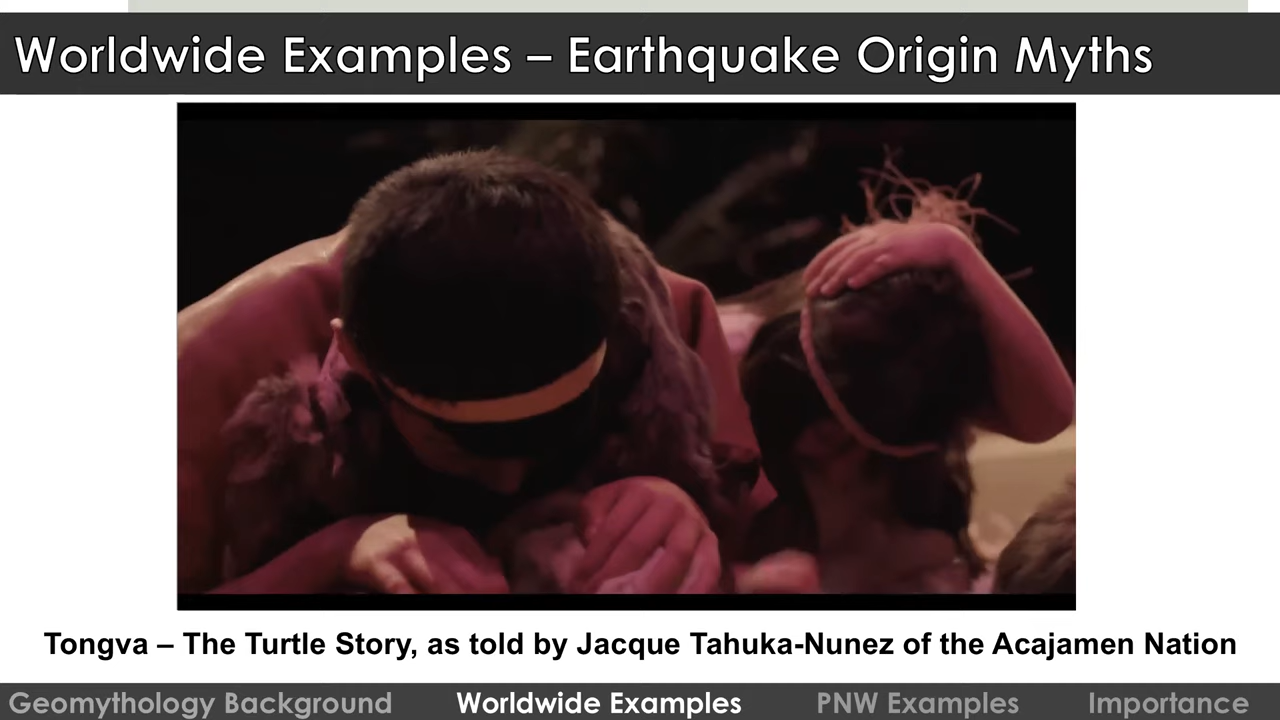 Worldwide Examples – Earthquake Origin Myths
Tongva – The Turtle Story, as told by Jacque Tahuka-Nunez of the Acajamen Nation
Geomythology Background Worldwide Examples PNW Examples Importance